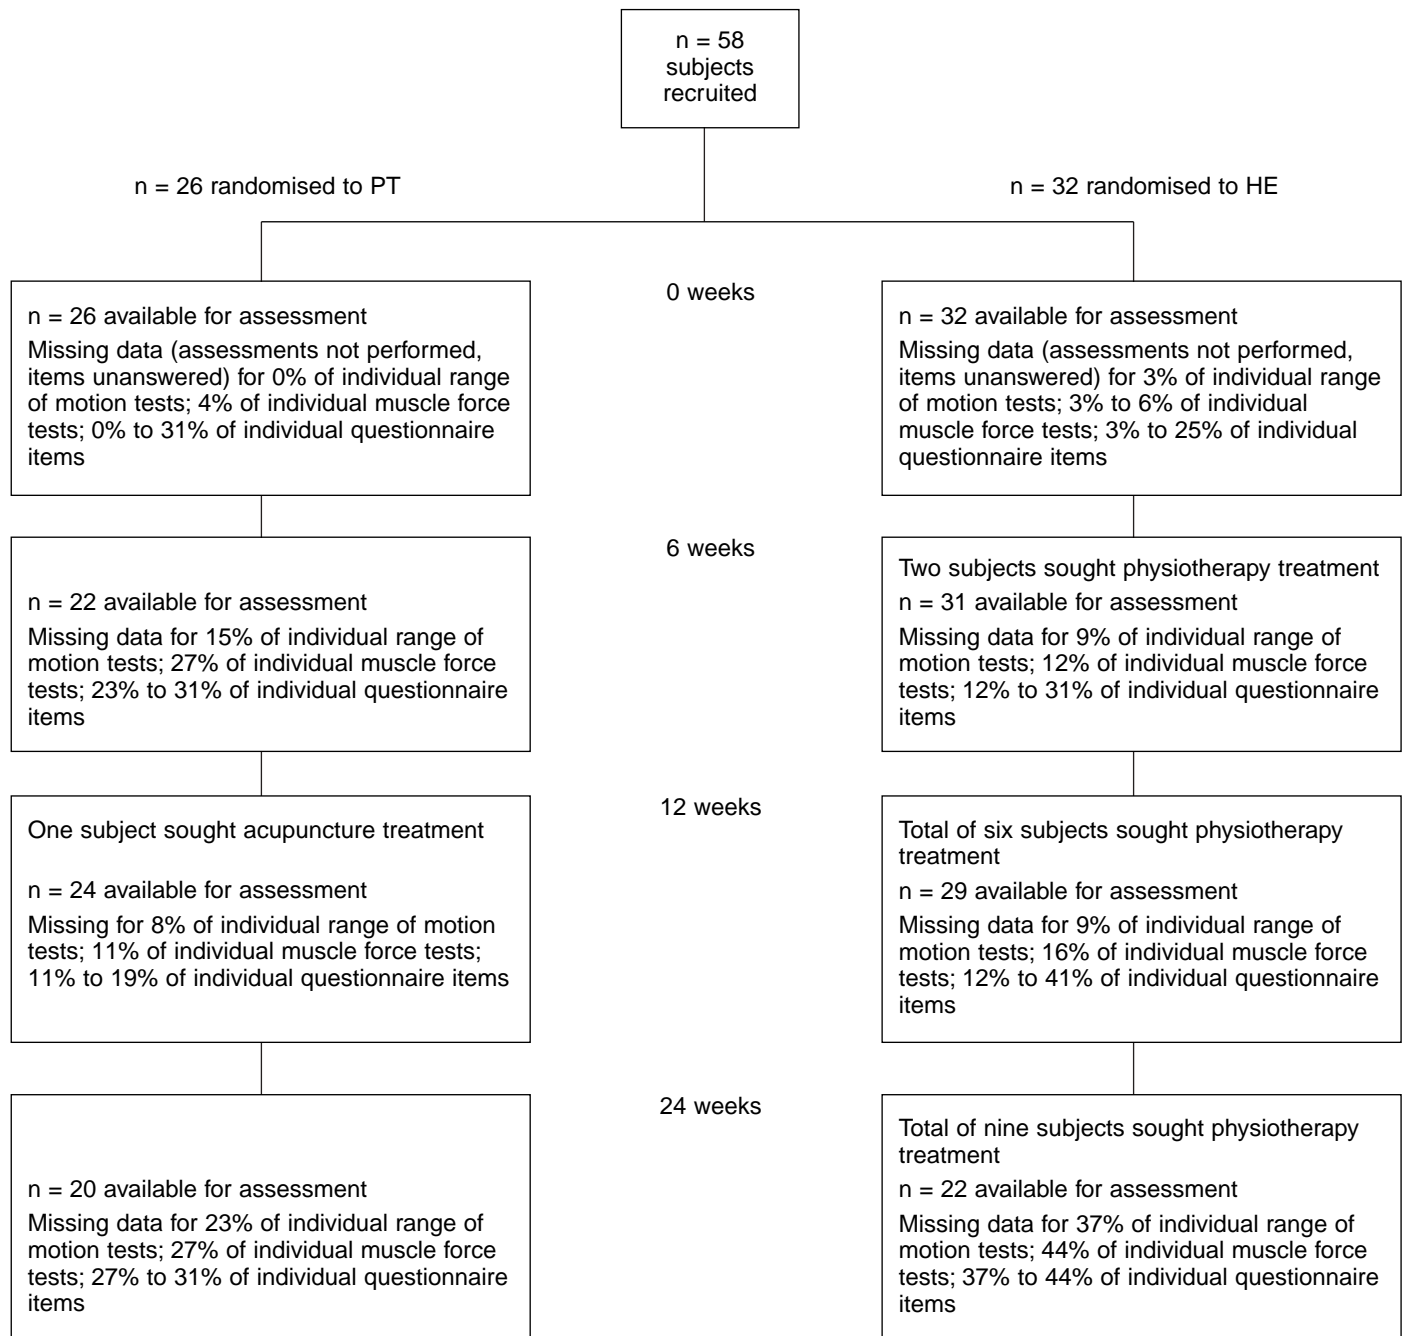 n = 58
subjects
recruited
n = 26 randomised to PT
n = 32 randomised to HE
0 weeks
n = 26 available for assessment
Missing data (assessments not performed,
items unanswered) for 0% of individual range
of motion tests; 4% of individual muscle force
tests; 0% to 31% of individual questionnaire
items
n = 32 available for assessment
Missing data (assessments not performed,
items unanswered) for 3% of individual range
of motion tests; 3% to 6% of individual
muscle force tests; 3% to 25% of individual
questionnaire items
6 weeks
n = 22 available for assessment
Missing data for 15% of individual range of
motion tests; 27% of individual muscle force
tests; 23% to 31% of individual questionnaire
items
Two subjects sought physiotherapy treatment
n = 31 available for assessment
Missing data for 9% of individual range of
motion tests; 12% of individual muscle force
tests; 12% to 31% of individual questionnaire
items
12 weeks
One subject sought acupuncture treatment
n = 24 available for assessment
Missing for 8% of individual range of motion
tests; 11% of individual muscle force tests;
11% to 19% of individual questionnaire items
Total of six subjects sought physiotherapy
treatment
n = 29 available for assessment
Missing data for 9% of individual range of
motion tests; 16% of individual muscle force
tests; 12% to 41% of individual questionnaire
items
24 weeks
n = 20 available for assessment
Missing data for 23% of individual range of
motion tests; 27% of individual muscle force
tests; 27% to 31% of individual questionnaire
items
Total of nine subjects sought physiotherapy
treatment
n = 22 available for assessment
Missing data for 37% of individual range of
motion tests; 44% of individual muscle force
tests; 37% to 44% of individual questionnaire
items